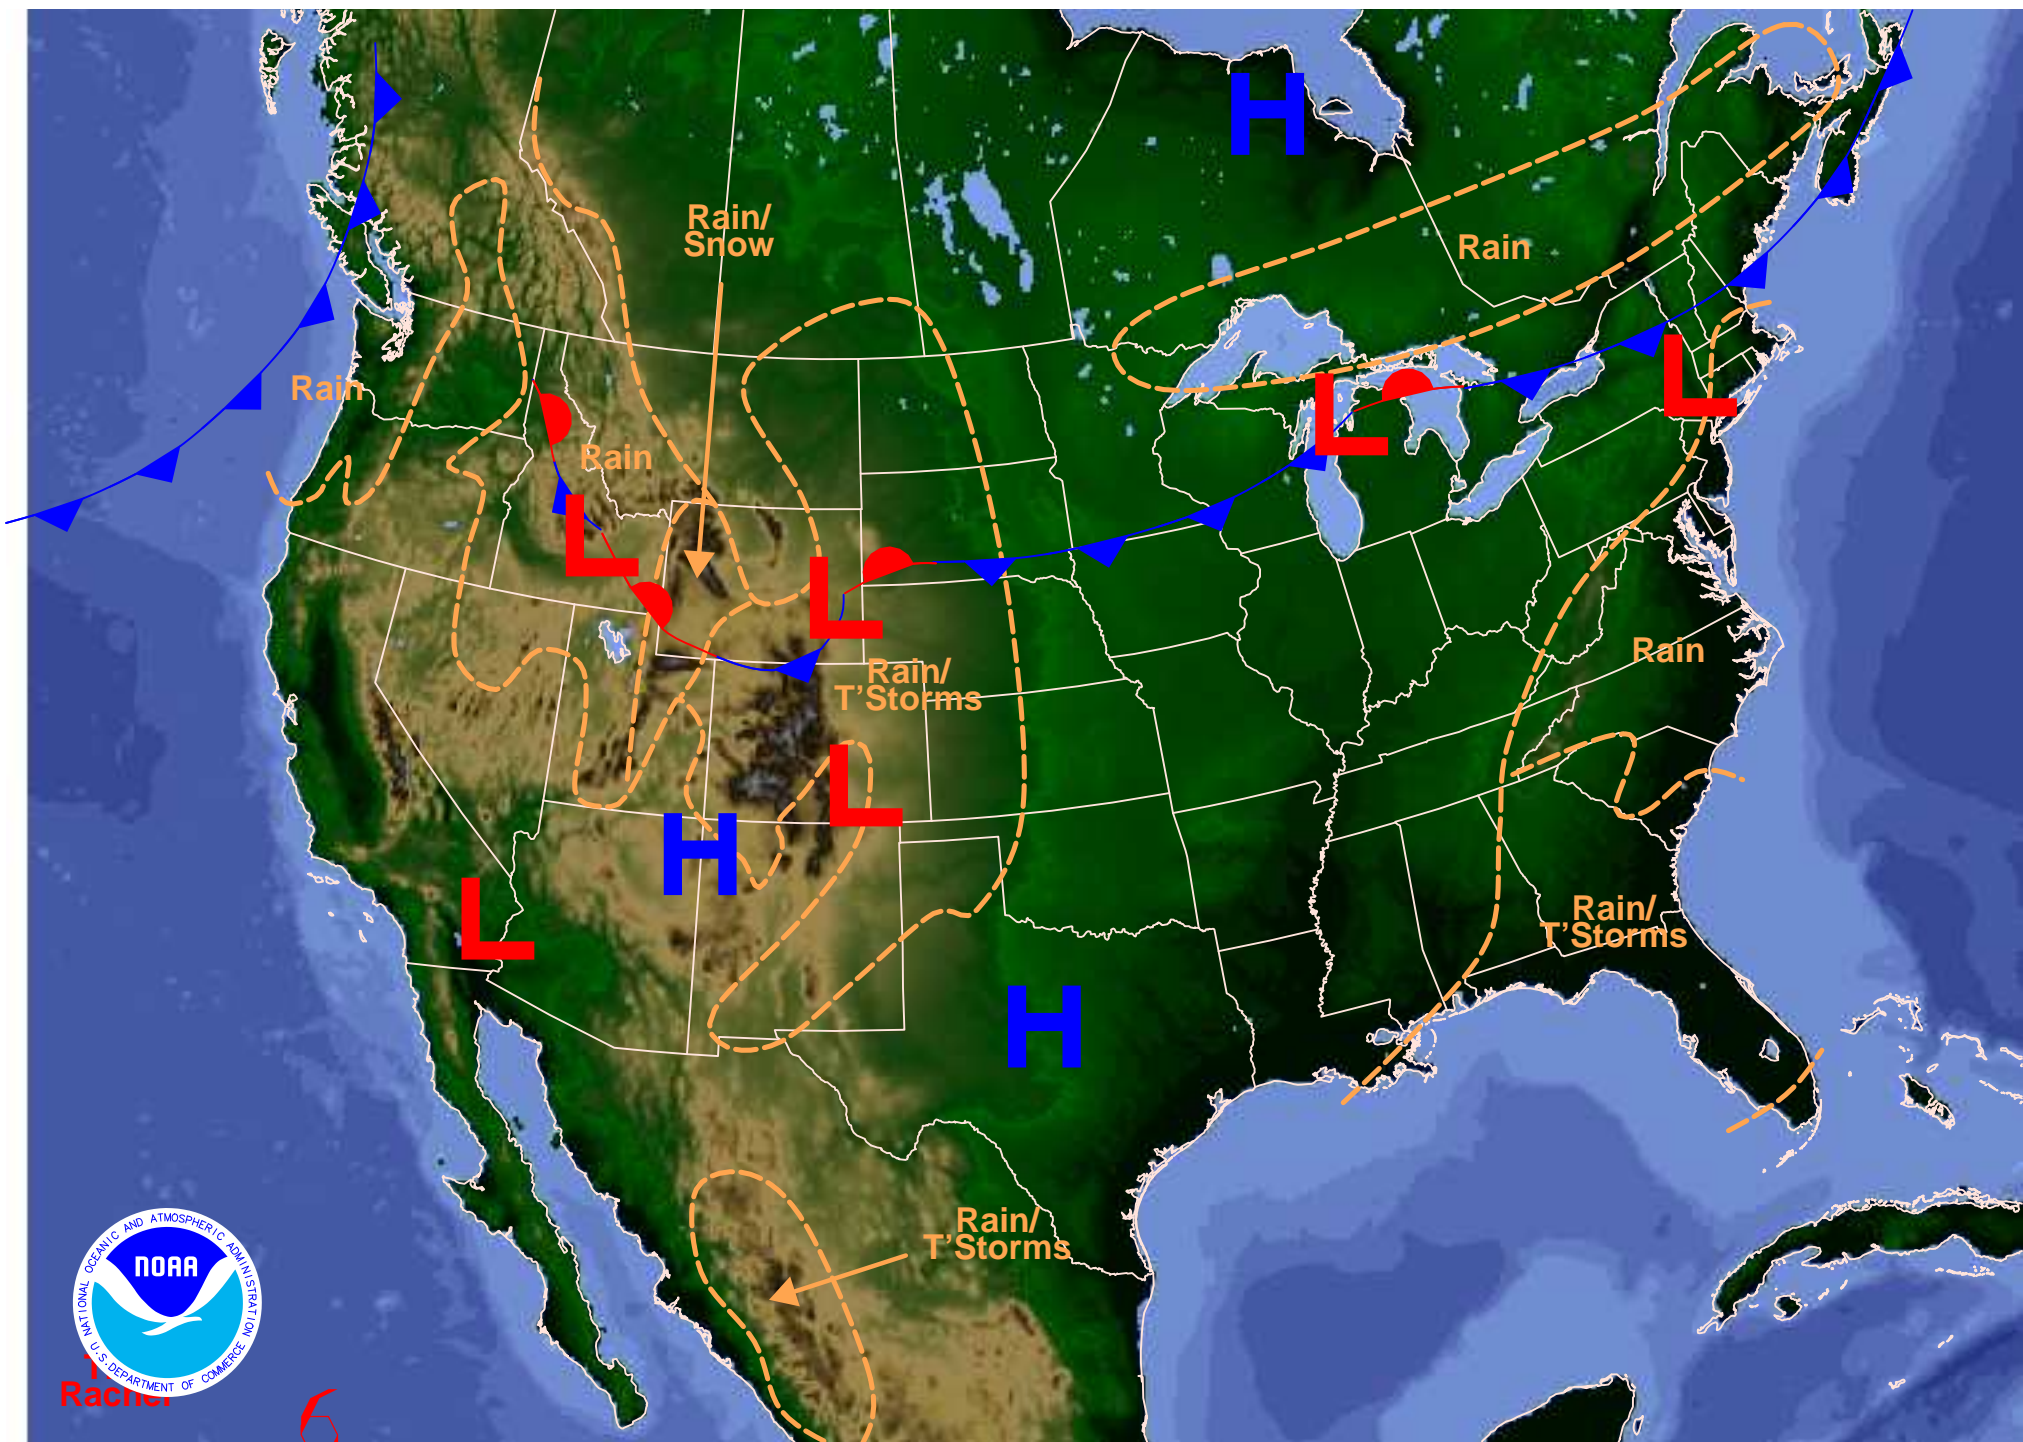 H
Rain/
Snow
Rain
Rain
Rain
L
L
L
L
Rain
Rain/
T'Storms
L
H
L
Rain/
T'Storms
H
Rain/
T'Storms
NATIONAL OCEANIC AND ATMOSPHERIC ADMINISTRATION
NOAA
U.S. DEPARTMENT OF COMMERCE